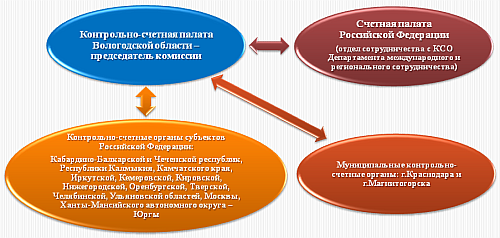 Контрольно-счетная палата
Вологодской области –
председатель комиссии
Счетная палата
Российской Федерации
(отдел сотрудничества с КСО
Департамента международного и
регионального сотрудничества)
Контрольно-счетные органы субъектов
Российской Федерации:
Кабардино-Балкарской и Чеченской республик,
Республики Калмыкия, Камчатского края,
Иркутской, Кемеровской, Кировской,
Нижегородской, Оренбургской, Тверской,
Челябинской, Ульяновской областей, Москвы,
Ханты-Мансийского автономного округа –
Югры
Муниципальные контрольно-
счетные органы: г.Краснодара и
г.Магнитогорска